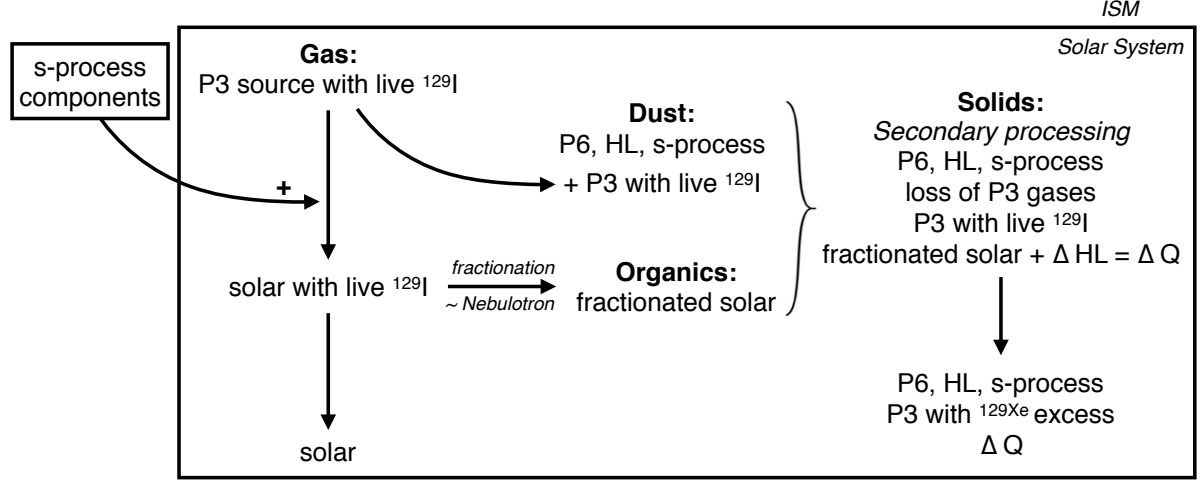 ISM
Solar System
s-process
components
Gas:
P3 source with live ¹²⁹I
+
solar with live ¹²⁹I
solar
fractionation
~ Nebulotron
Dust:
P6, HL, s-process
+ P3 with live ¹²⁹I
Organics:
fractionated solar
Solids:
Secondary processing
P6, HL, s-process
loss of P3 gases
P3 with live ¹²⁹I
fractionated solar + Δ HL = Δ Q
P6, HL, s-process
P3 with ¹²⁹Xe excess
Δ Q